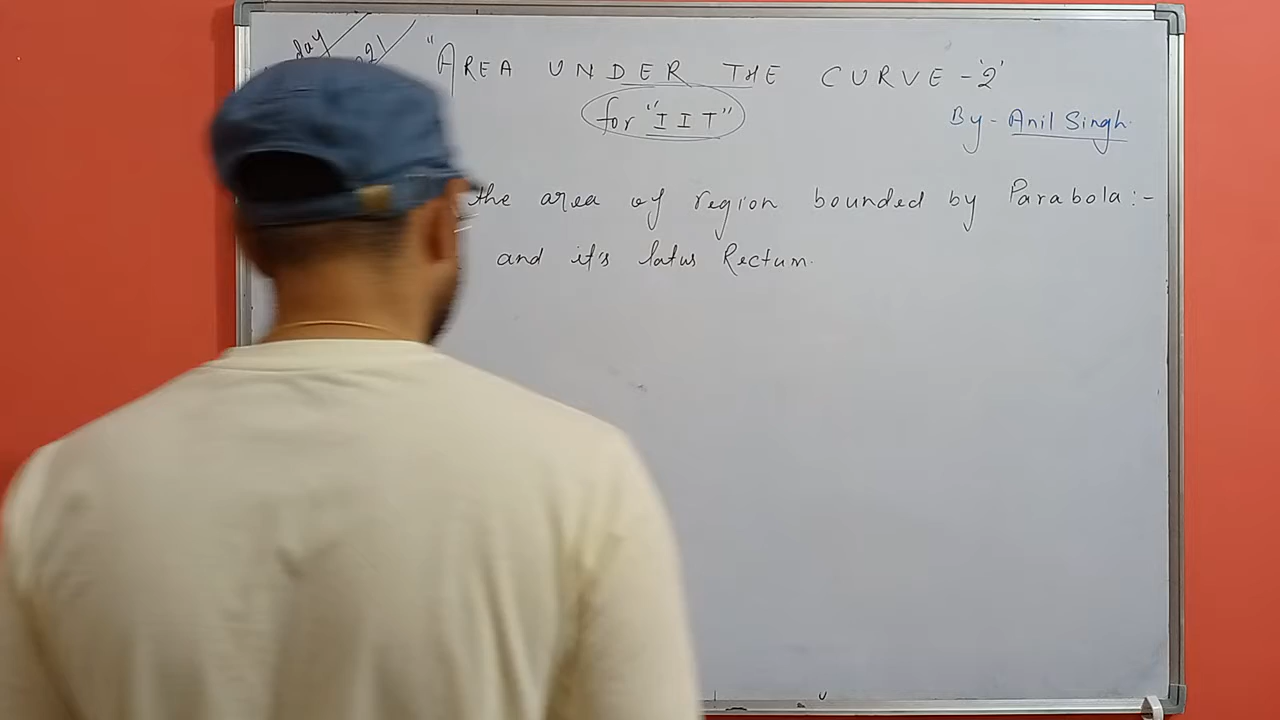 day
"AREA UNDER THE CURVE -'2'
for "IIT"
By - Anil Singh.
the area of region bounded by Parabola :-
and it's latus Rectum.